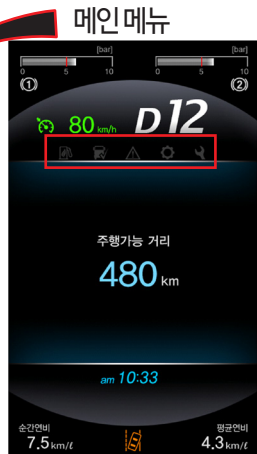 메인 메뉴
[bar] [bar]
0 5 10 0 5 10
(1) (2)
80 km/h D 12
주행가능 거리
480 km
am 10:33
순간연비 평균연비
7.5 km/ℓ 4.3 km/ℓ